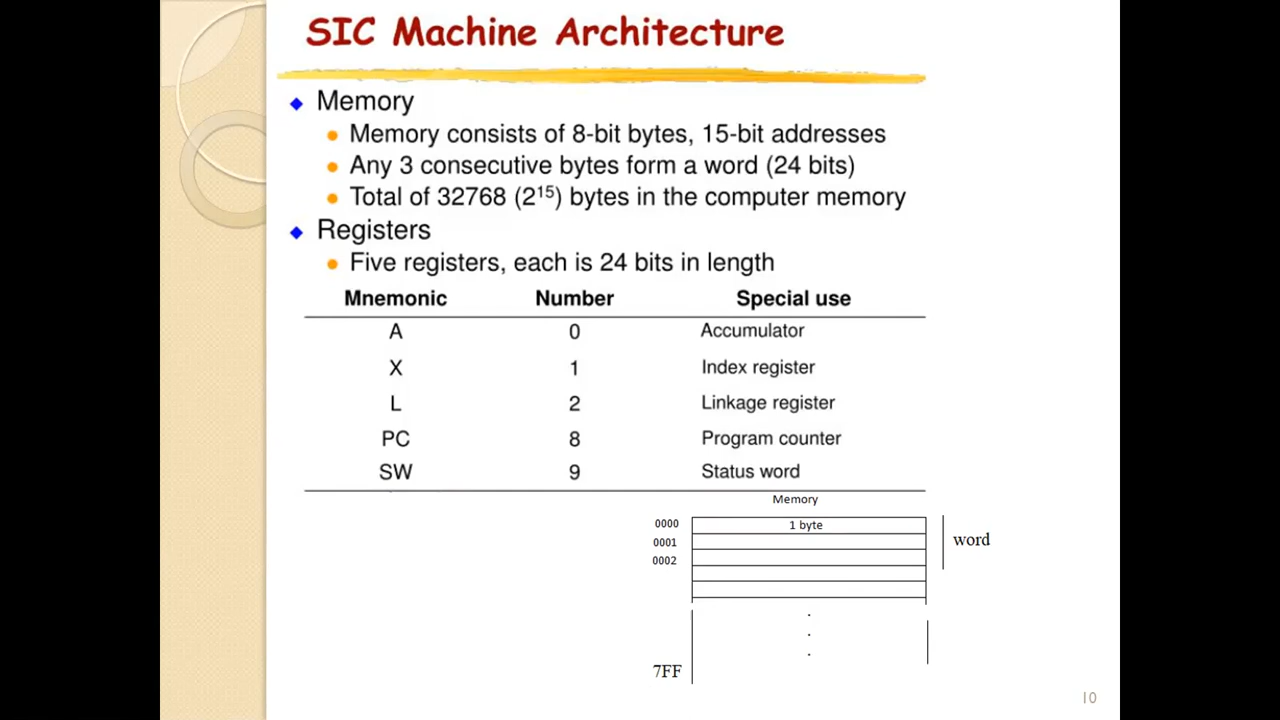 SIC Machine Architecture
Memory
Memory consists of 8-bit bytes, 15-bit addresses
Any 3 consecutive bytes form a word (24 bits)
Total of 32768 (2¹⁵) bytes in the computer memory
Registers
Five registers, each is 24 bits in length
Mnemonic Number Special use
A 0 Accumulator
X 1 Index register
L 2 Linkage register
PC 8 Program counter
SW 9 Status word
Memory
0000 1 byte
0001
word
0002
7FF
10